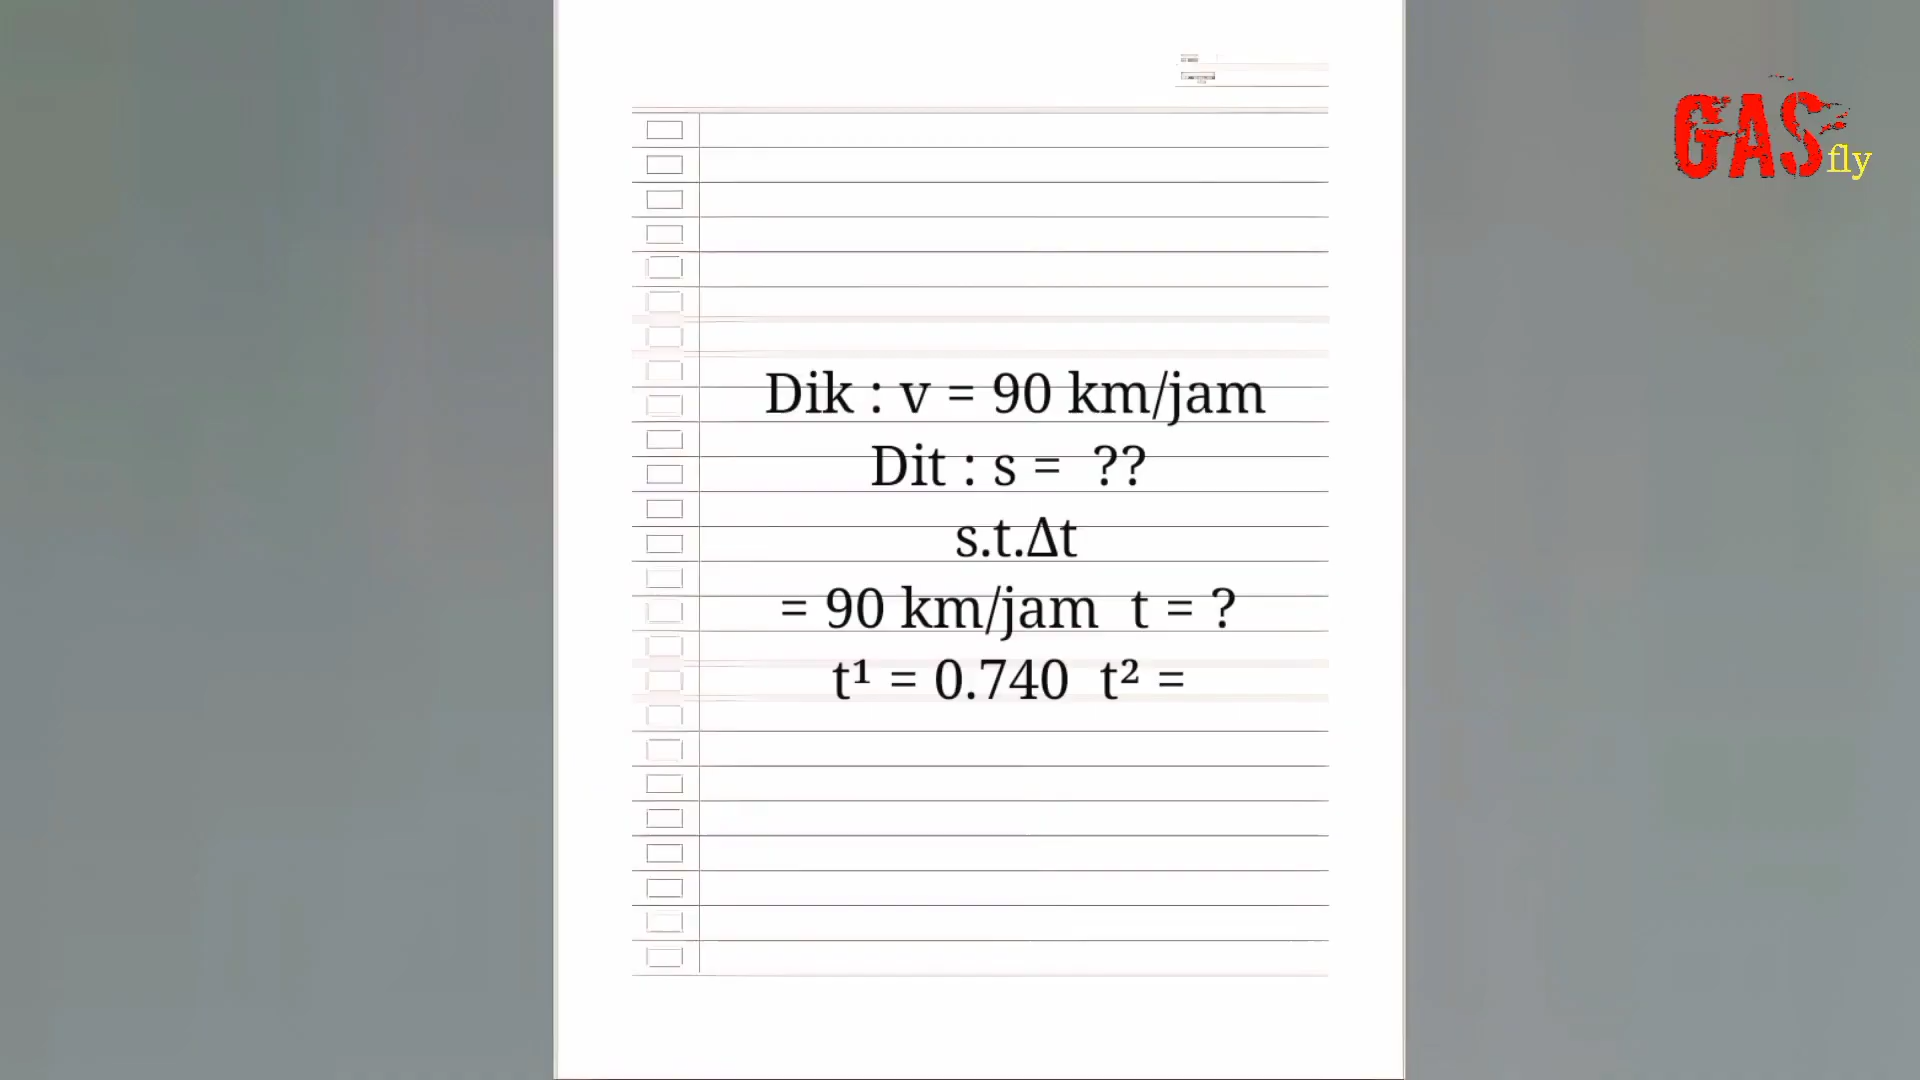 GAS
fly
Dik : v = 90 km/jam
Dit : s = ??
s.t.Δt
= 90 km/jam t = ?
t¹ = 0.740 t² =